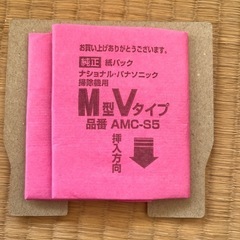 お買い上げありがとうございます。
純正 紙パック
ナショナル・パナソニック
掃除機用
M型Vタイプ
品番 AMC-S5
挿入方向